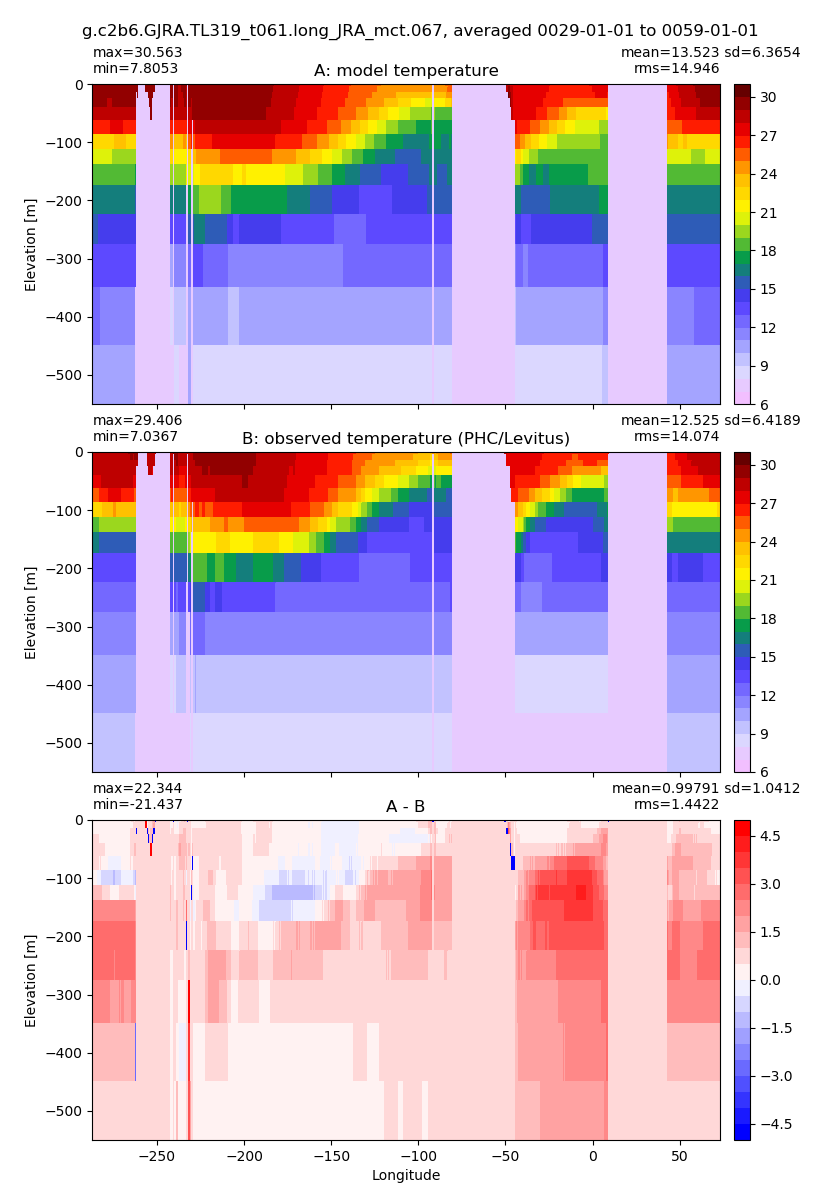 g.c2b6.GJRA.TL319_t061.long_JRA_mct.067, averaged 0029-01-01 to 0059-01-01
max=30.563
mean=13.523 sd=6.3654
min=7.8053
A: model temperature
rms=14.946
0
−100
−200
−300
−400
−500
Elevation [m]
30
27
24
21
18
15
12
9
6
max=29.406
mean=12.525 sd=6.4189
min=7.0367
B: observed temperature (PHC/Levitus)
rms=14.074
0
−100
−200
−300
−400
−500
Elevation [m]
30
27
24
21
18
15
12
9
6
max=22.344
mean=0.99791 sd=1.0412
min=-21.437
A - B
rms=1.4422
0
−100
−200
−300
−400
−500
Elevation [m]
4.5
3.0
1.5
0.0
−1.5
−3.0
−4.5
−250
−200
−150
−100
−50
0
50
Longitude